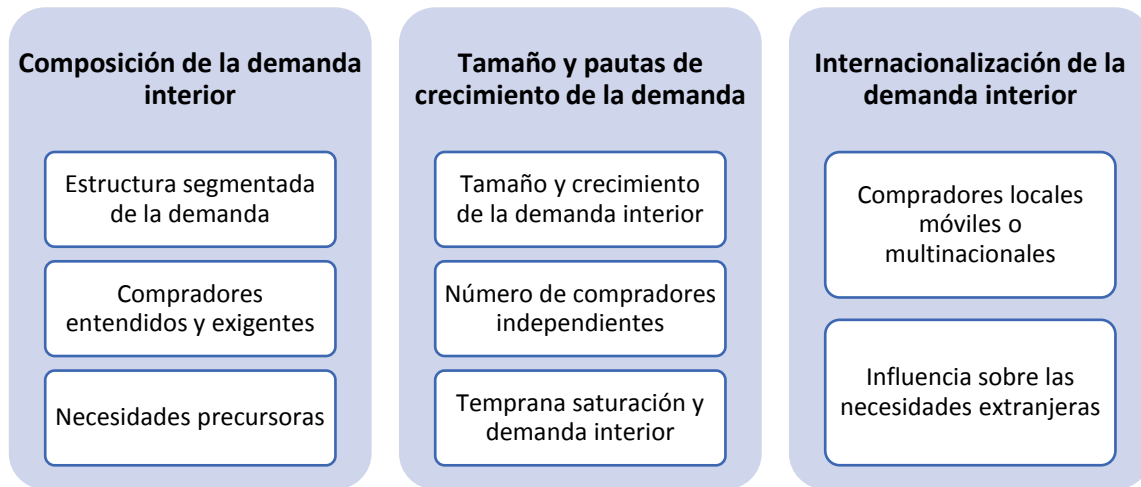 Composición de la demanda
interior
Estructura segmentada
de la demanda
Compradores
entendidos y exigentes
Necesidades precursoras
Tamaño y pautas de
crecimiento de la demanda
Tamaño y crecimiento
de la demanda interior
Número de compradores
independientes
Temprana saturación y
demanda interior
Internacionalización de la
demanda interior
Compradores locales
móviles o
multinacionales
Influencia sobre las
necesidades extranjeras